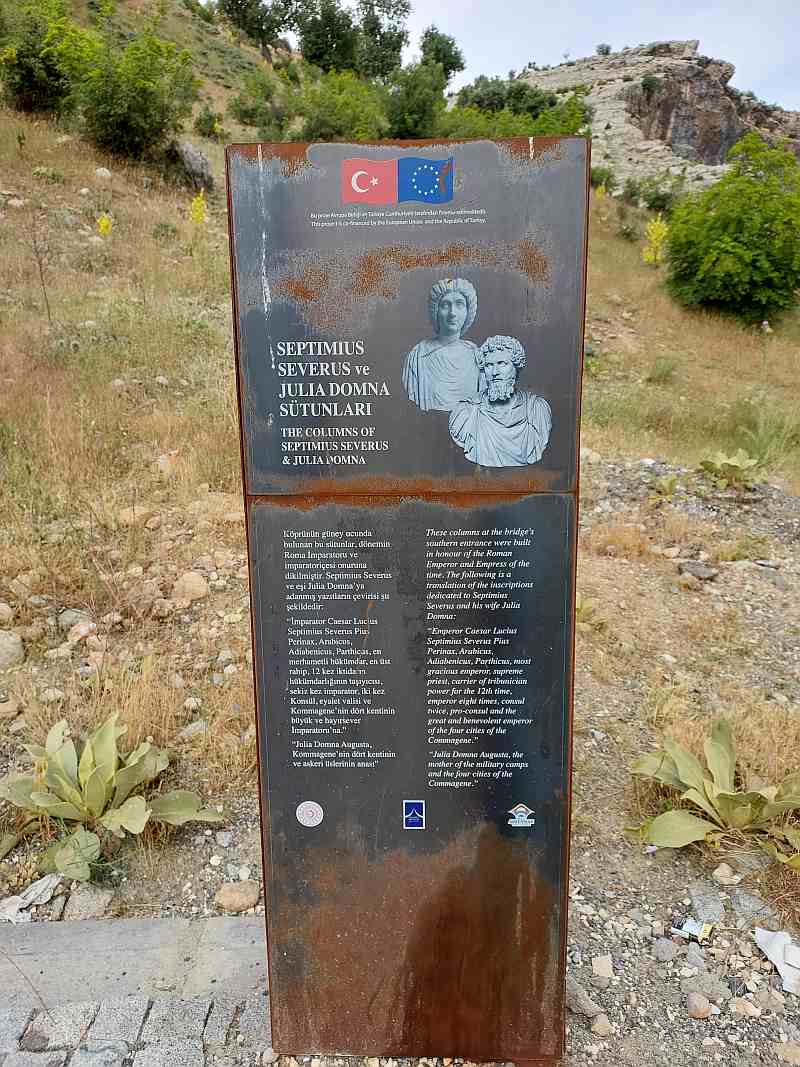 Bu proje Avrupa Birliği ve Türkiye Cumhuriyeti tarafından finanse edilmektedir.
This project is co-financed by the European Union and the Republic of Turkey.
SEPTIMIUS
SEVERUS ve
JULIA DOMNA
SÜTUNLARI
THE COLUMNS OF
SEPTIMIUS SEVERUS
& JULIA DOMNA
Köprünün güney ucunda
bulunan bu sütunlar, dönemin
Roma İmparatoru ve
imparatoriçesi onuruna
dikilmiştir. Septimius Severus
ve eşi Julia Domna'ya
adanmış yazıtların çevirisi şu
şekildedir:
"İmparator Caesar Lucius
Septimius Severus Pius
Perinax, Arabicus,
Adiabenicus, Parthicus, en
merhametli hükümdar, en üst
rahip, 12 kez iktidarın
hükümdarlığının taşıyıcısı,
sekiz kez imparator, iki kez
Konsül, eyalet valisi ve
Kommagene'nin dört kentinin
büyük ve hayırsever
İmparatoru'na."
"Julia Domna Augusta,
Kommagene'nin dört kentinin
ve askeri üslerinin anası"
These columns at the bridge's
southern entrance were built
in honour of the Roman
Emperor and Empress of the
time. The following is a
translation of the inscriptions
dedicated to Septimius
Severus and his wife Julia
Domna:
"Emperor Caesar Lucius
Septimius Severus Pius
Perinax, Arabicus,
Adiabenicus, Parthicus, most
gracious emperor, supreme
priest, carrier of tribunician
power for the 12th time,
emperor eight times, consul
twice, pro-consul and the
great and benevolent emperor
of the four cities of the
Commagene."
"Julia Domna Augusta, the
mother of the military camps
and the four cities of the
Commagene."